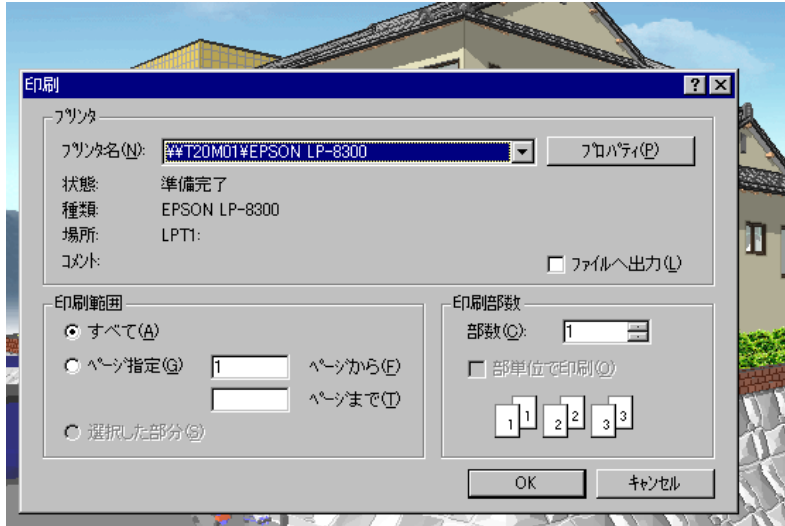 印刷
プリンタ
プリンタ名(N): ¥¥T20M01¥EPSON LP-8300 プロパティ(P)
状態: 準備完了
種類: EPSON LP-8300
場所: LPT1:
コメント: ファイルへ出力(L)
印刷範囲
すべて(A)
ページ指定(G) 1 ページから(F)
ページまで(T)
選択した部分(S)
印刷部数
部数(C): 1
部単位で印刷(O)
1 1 2 2 3 3
OK キャンセル